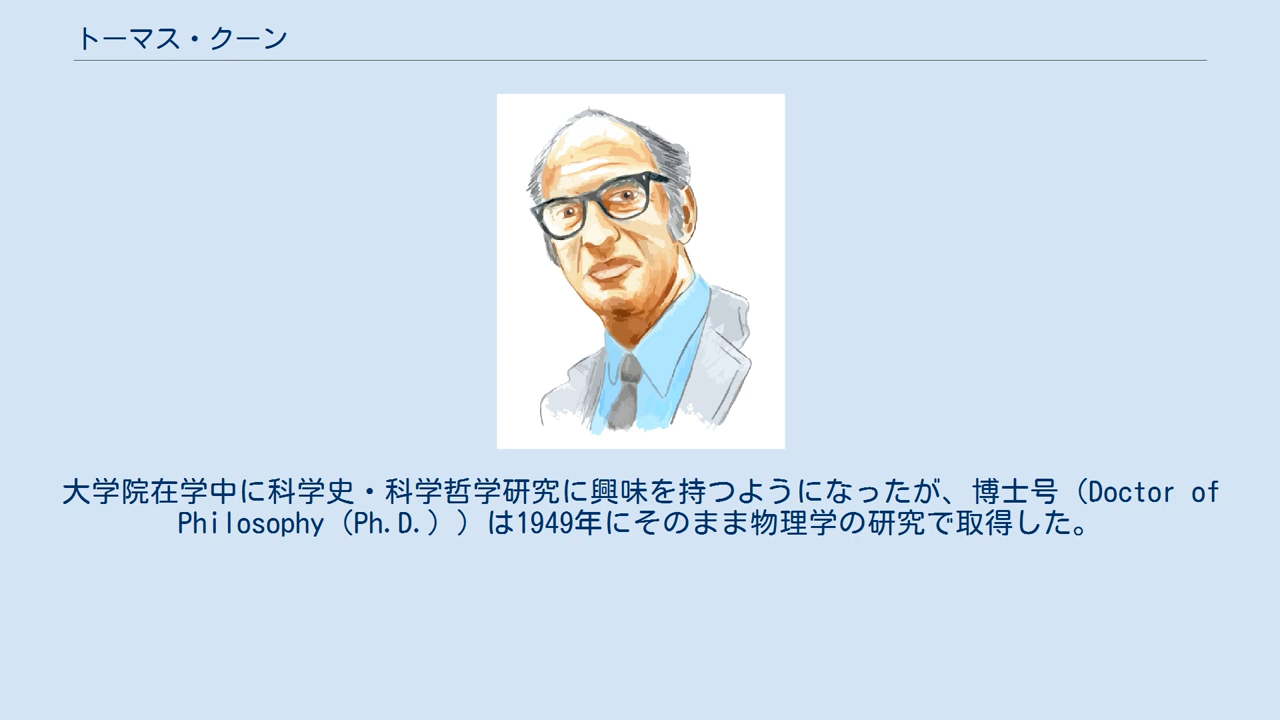 トーマス・クーン
大学院在学中に科学史・科学哲学研究に興味を持つようになったが、博士号（Doctor of
Philosophy（Ph.D.））は1949年にそのまま物理学の研究で取得した。